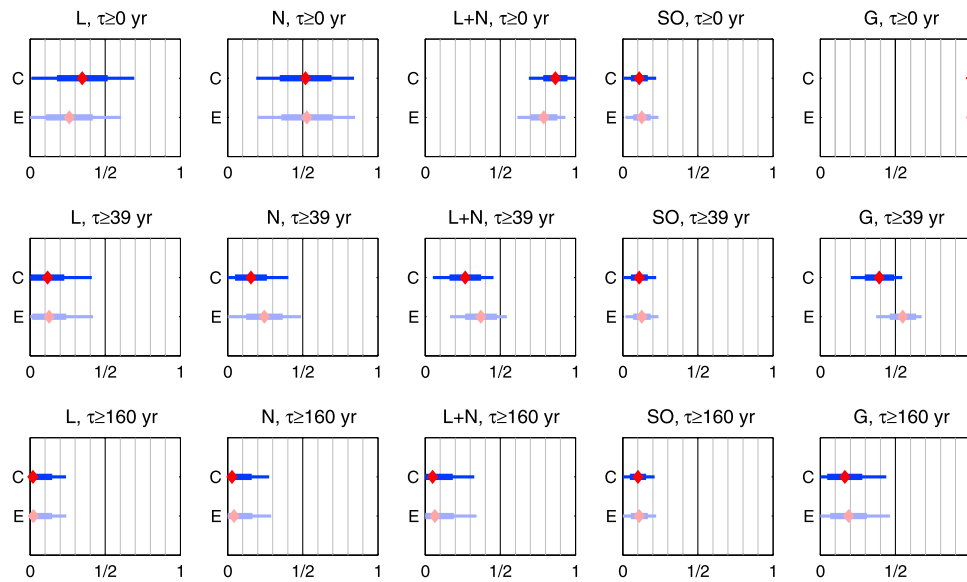 L, τ≥0 yr N, τ≥0 yr L+N, τ≥0 yr SO, τ≥0 yr G, τ≥0 yr
C C C C C
E E E E E
0 1/2 1 0 1/2 1 0 1/2 1 0 1/2 1 0 1/2
L, τ≥39 yr N, τ≥39 yr L+N, τ≥39 yr SO, τ≥39 yr G, τ≥39 yr
C C C C C
E E E E E
0 1/2 1 0 1/2 1 0 1/2 1 0 1/2 1 0 1/2
L, τ≥160 yr N, τ≥160 yr L+N, τ≥160 yr SO, τ≥160 yr G, τ≥160 yr
C C C C C
E E E E E
0 1/2 1 0 1/2 1 0 1/2 1 0 1/2 1 0 1/2